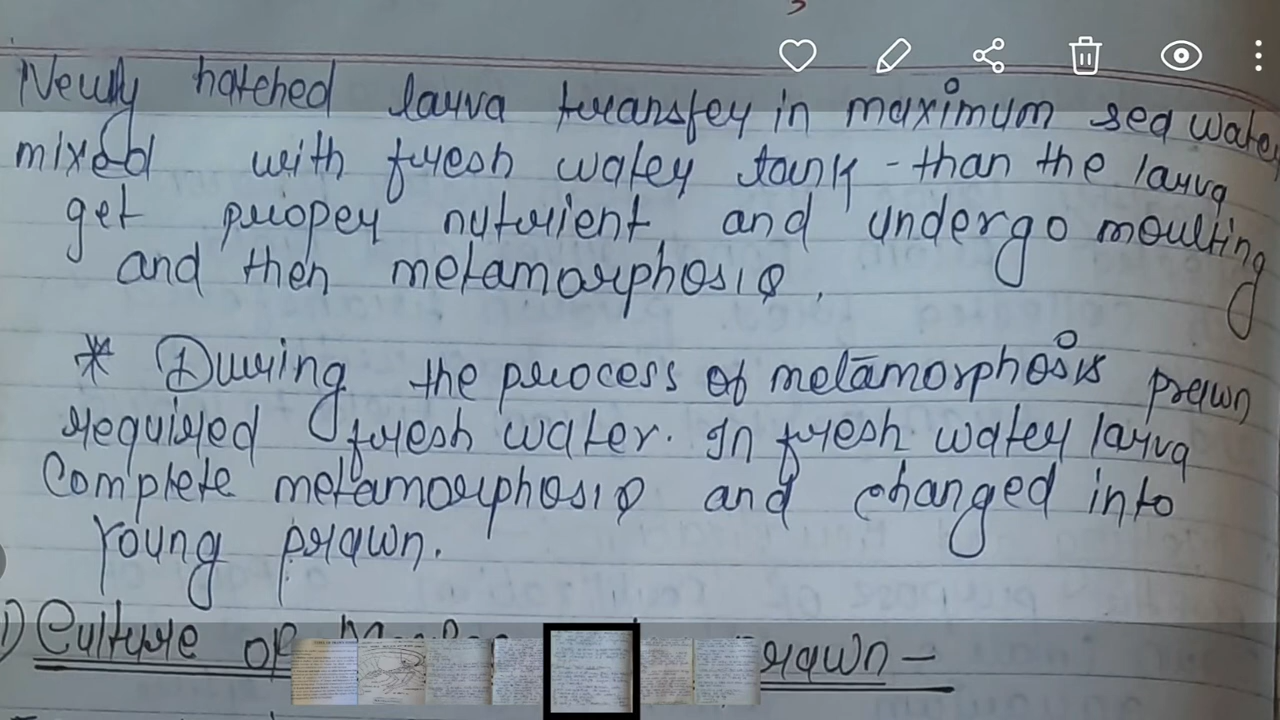 Newly hatched larva transfer in maximum sea water
mixed with fresh water tank - than the larva
get proper nutrient, and undergo moulting
and then metamorphosis.
* During the process of metamorphosis prawn
required fresh water. In fresh water larva
Complete metamorphosis and changed into
Young prawn.
1) Culture of prawn -